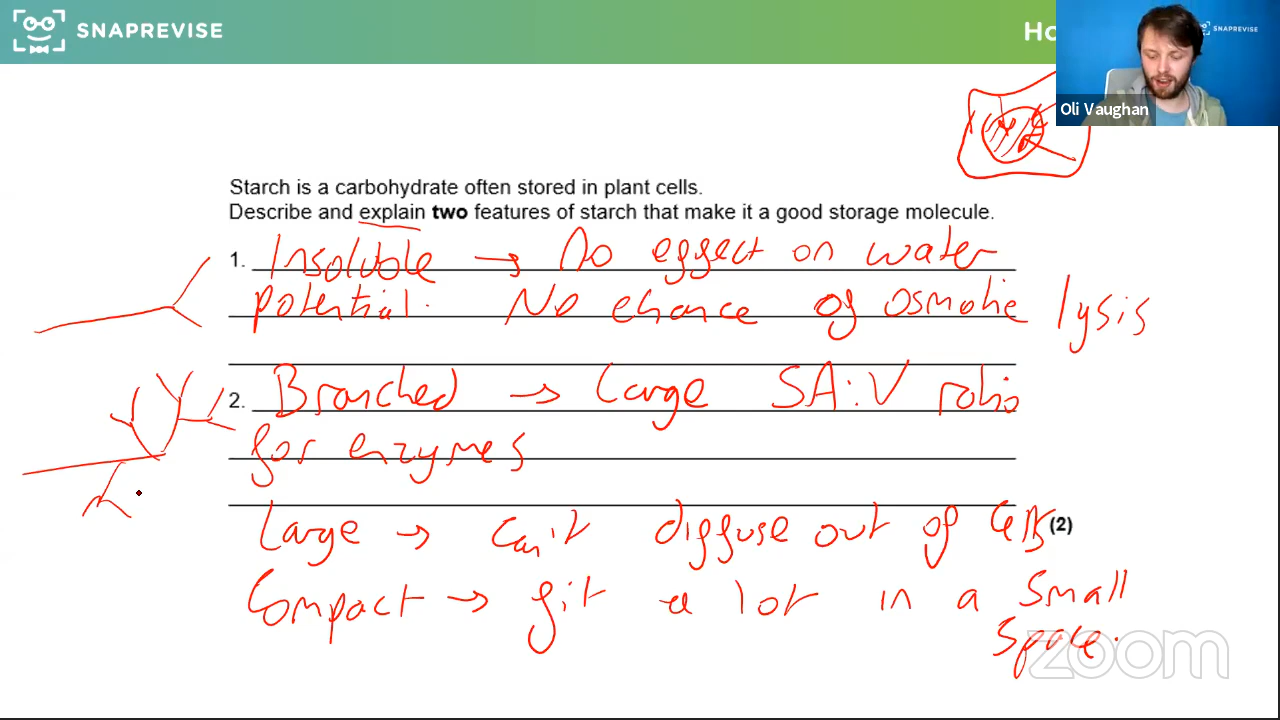 SNAPREVISE
Ho
SNAPREVISE
Oli Vaughan
Starch is a carbohydrate often stored in plant cells.
Describe and explain two features of starch that make it a good storage molecule.
1. Insoluble → No effect on water
potential. No chance of osmotic lysis
2. Branched → Large SA:V ratio
for enzymes
Large → Can't diffuse out of cells (2)
Compact → fit a lot in a small
space.
zoom